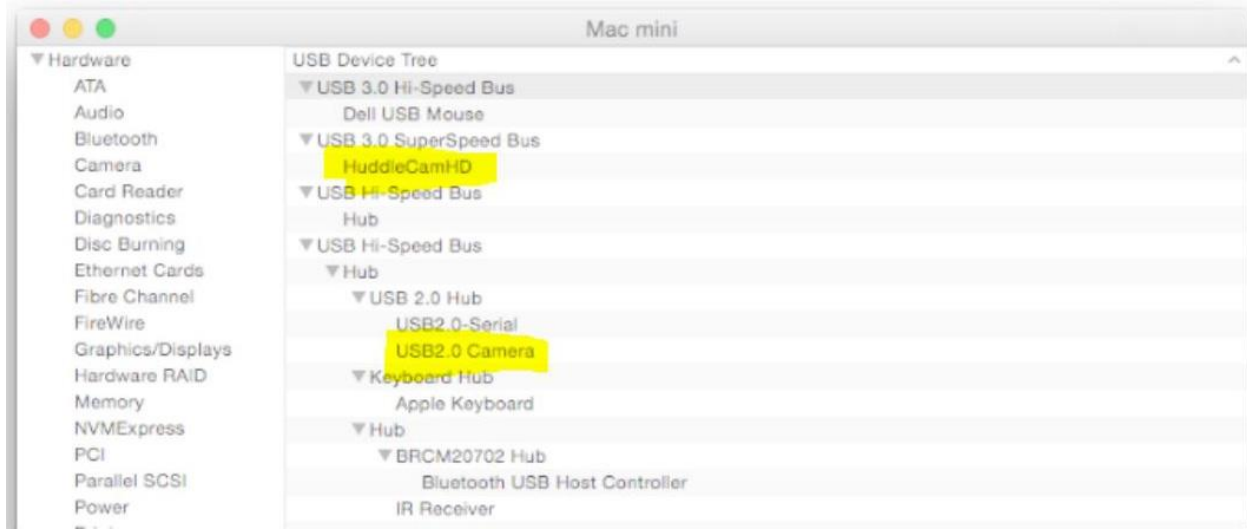 Mac mini
Hardware
ATA
Audio
Bluetooth
Camera
Card Reader
Diagnostics
Disc Burning
Ethernet Cards
Fibre Channel
FireWire
Graphics/Displays
Hardware RAID
Memory
NVMExpress
PCI
Parallel SCSI
Power
USB Device Tree
USB 3.0 Hi-Speed Bus
Dell USB Mouse
USB 3.0 SuperSpeed Bus
HuddleCamHD
USB Hi-Speed Bus
Hub
USB Hi-Speed Bus
Hub
USB 2.0 Hub
USB2.0-Serial
USB2.0 Camera
Keyboard Hub
Apple Keyboard
Hub
BRCM20702 Hub
Bluetooth USB Host Controller
IR Receiver